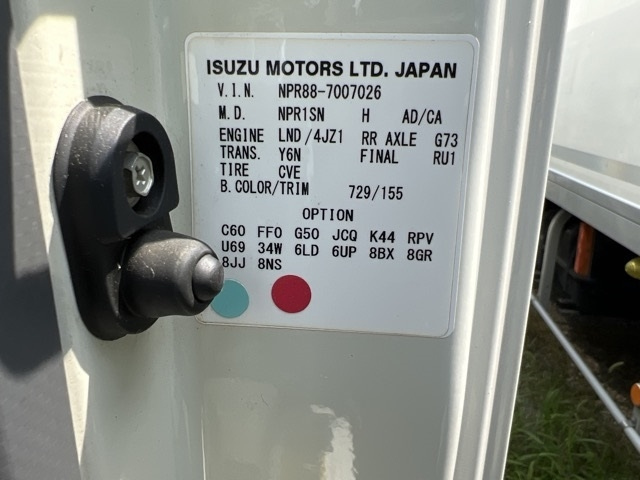 ISUZU MOTORS LTD. JAPAN
V.I.N. NPR88-7007026
M.D. NPR1SN H AD/CA
ENGINE LND/4JZ1 RR AXLE G73
TRANS. Y6N FINAL RU1
TIRE CVE
B.COLOR/TRIM 729/155
OPTION
C60 FF0 G50 JCQ K44 RPV
U69 34W 6LD 6UP 8BX 8GR
8JJ 8NS